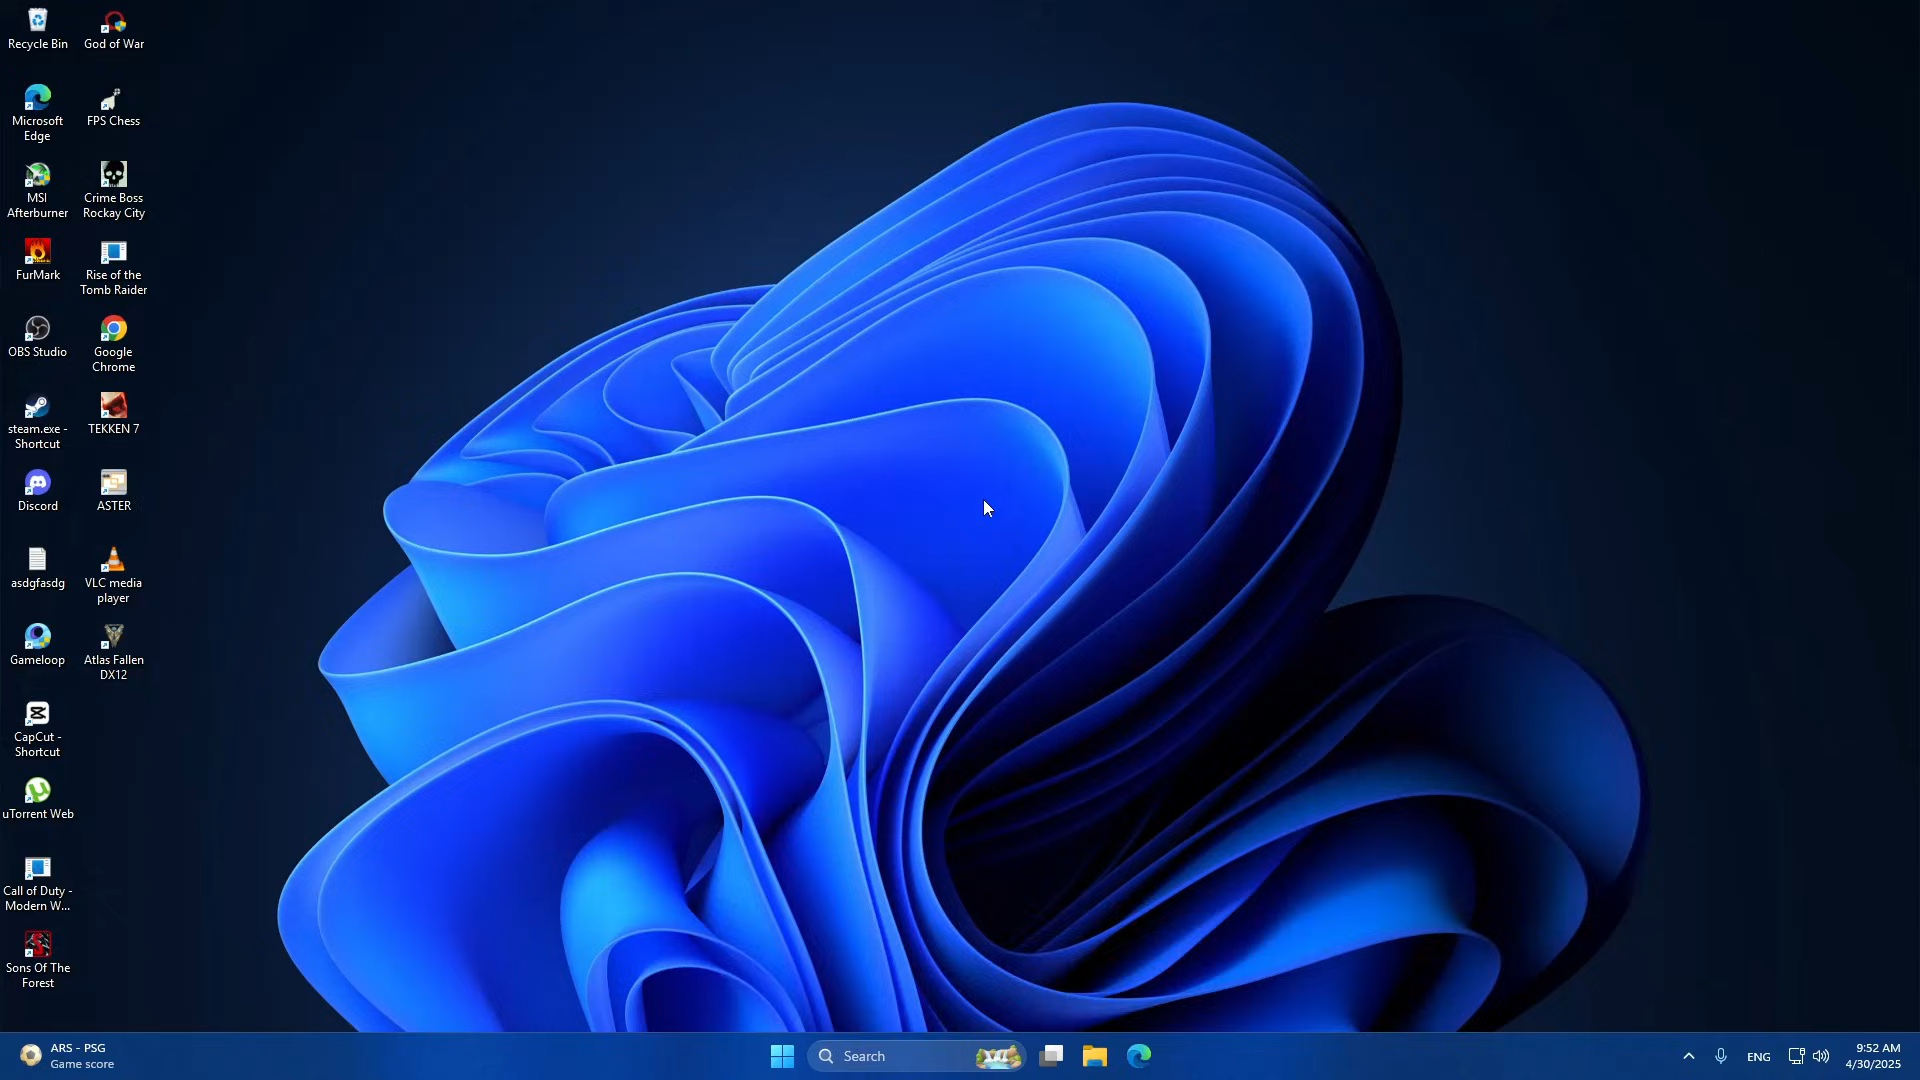 Recycle Bin
God of War
Microsoft
Edge
FPS Chess
MSI
Afterburner
Crime Boss
Rockay City
FurMark
Rise of the
Tomb Raider
OBS Studio
Google
Chrome
steam.exe -
Shortcut
TEKKEN 7
Discord
ASTER
asdgfasdg
VLC media
player
Gameloop
Atlas Fallen
DX12
CapCut -
Shortcut
uTorrent Web
Call of Duty -
Modern W...
Sons Of The
Forest
ARS - PSG
Game score
Search
ENG
9:52 AM
4/30/2025